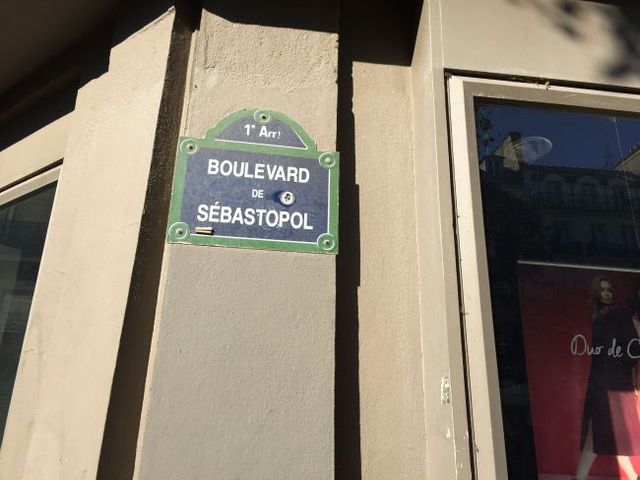 1er Arrt
BOULEVARD
DE
SÉBASTOPOL
Duo de